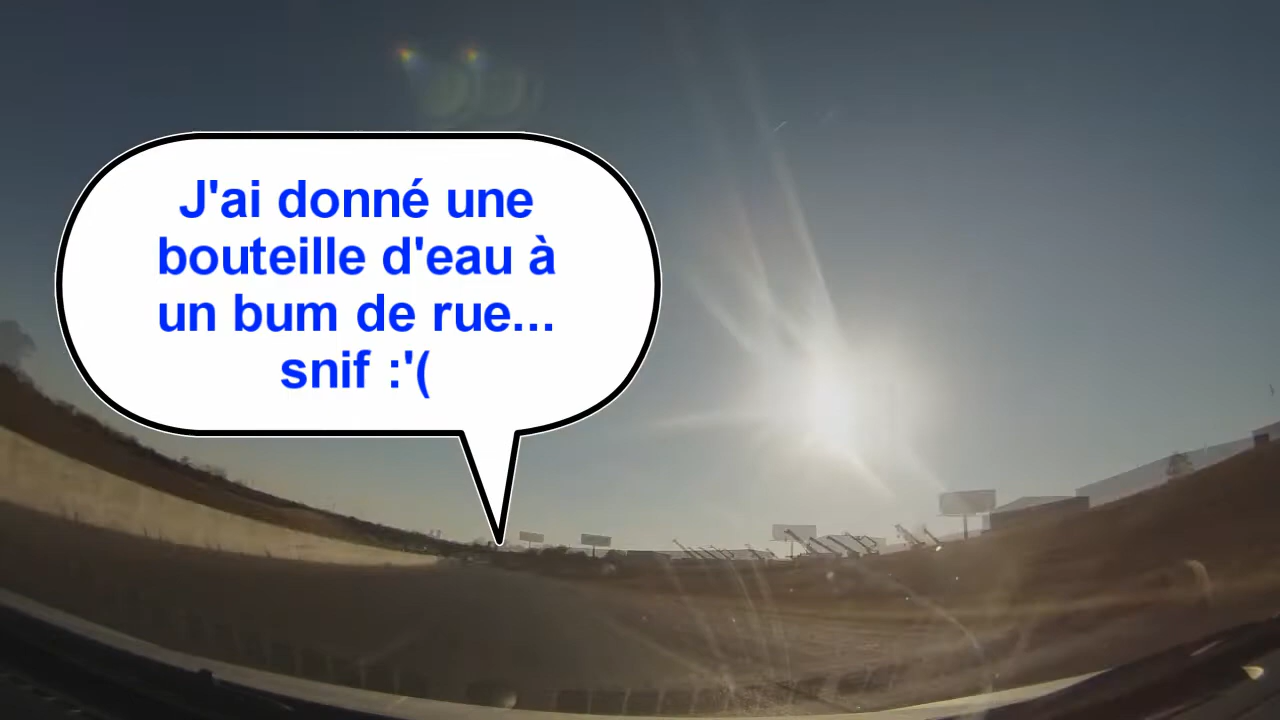 J'ai donné une
bouteille d'eau à
un bum de rue...
snif :'(